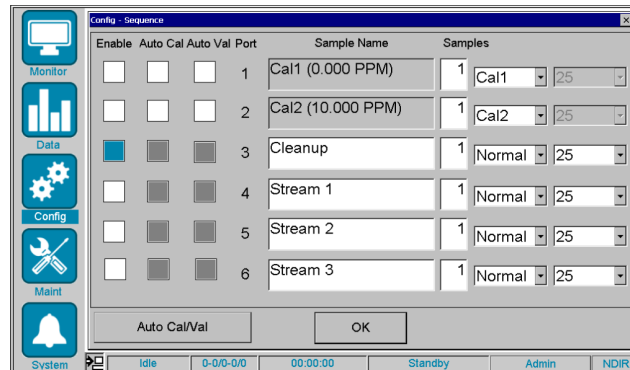 Config - Sequence
Enable Auto Cal Auto Val Port Sample Name Samples
1 Cal1 (0.000 PPM) 1 Cal1 25
2 Cal2 (10.000 PPM) 1 Cal2 25
3 Cleanup 1 Normal 25
4 Stream 1 1 Normal 25
5 Stream 2 1 Normal 25
6 Stream 3 1 Normal 25
Auto Cal/Val OK
Monitor
Data
Config
Maint
System
Idle 0-0/0-0/0 00:00:00 Standby Admin NDIR